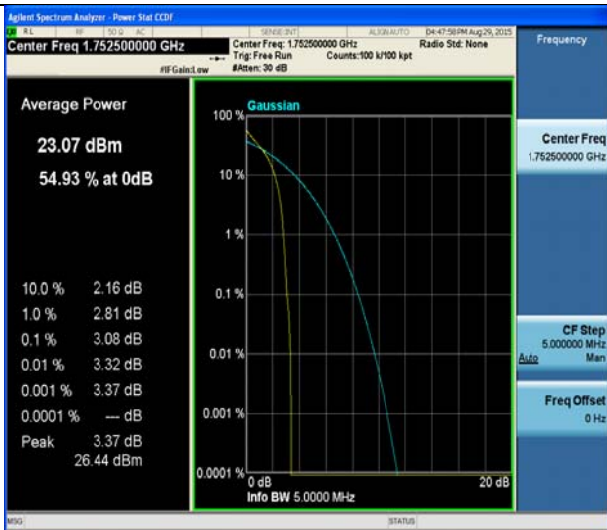 Agilent Spectrum Analyzer - Power Stat CCDF
RL RF 50 Ω AC SENSE:INT ALIGN AUTO 04:47:58 PM Aug 29, 2015
Center Freq 1.752500000 GHz
Center Freq: 1.752500000 GHz Radio Std: None
Trig: Free Run Counts:100 k/100 kpt
#IFGain:Low #Atten: 30 dB
Frequency
Average Power
23.07 dBm
54.93 % at 0dB
10.0 % 2.16 dB
1.0 % 2.81 dB
0.1 % 3.08 dB
0.01 % 3.32 dB
0.001 % 3.37 dB
0.0001 % --- dB
Peak 3.37 dB
26.44 dBm
Gaussian
100 %
10 %
1 %
0.1 %
0.01 %
0.001 %
0.0001 %
0 dB 20 dB
Info BW 5.0000 MHz
Center Freq
1.752500000 GHz
CF Step
5.000000 MHz
Auto Man
Freq Offset
0 Hz
MSG STATUS